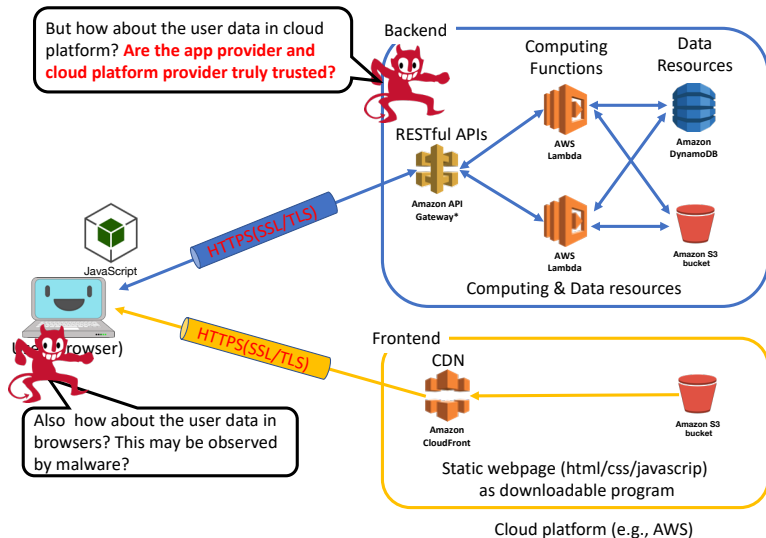 But how about the user data in cloud
platform? Are the app provider and
cloud platform provider truly trusted?
Backend
Computing
Functions
Data
Resources
RESTful APIs
AWS
Lambda
Amazon
DynamoDB
Amazon API
Gateway*
HTTPS(SSL/TLS)
JavaScript
AWS
Lambda
Amazon S3
bucket
Computing & Data resources
rowser)
HTTPS(SSL/TLS)
Frontend
CDN
Amazon
CloudFront
Amazon S3
bucket
Also how about the user data in
browsers? This may be observed
by malware?
Static webpage (html/css/javascrip)
as downloadable program
Cloud platform (e.g., AWS)